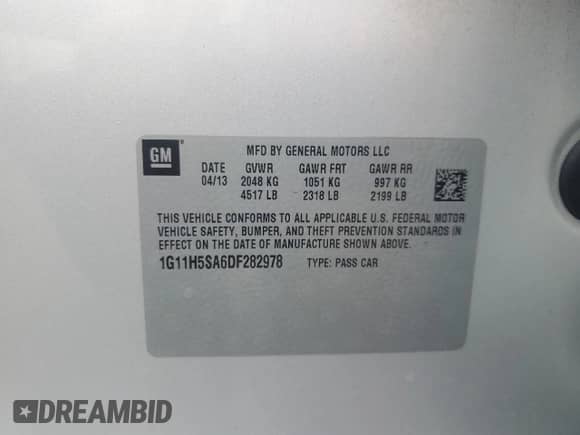 GM
MFD BY GENERAL MOTORS LLC
DATE GVWR GAWR FRT GAWR RR
04/13 2048 KG 1051 KG 997 KG
4517 LB 2318 LB 2199 LB
THIS VEHICLE CONFORMS TO ALL APPLICABLE U.S. FEDERAL MOTOR
VEHICLE SAFETY, BUMPER, AND THEFT PREVENTION STANDARDS
IN EFFECT ON THE DATE OF MANUFACTURE SHOWN ABOVE.
1G11H5SA6DF282978 TYPE: PASS CAR
DREAMBID